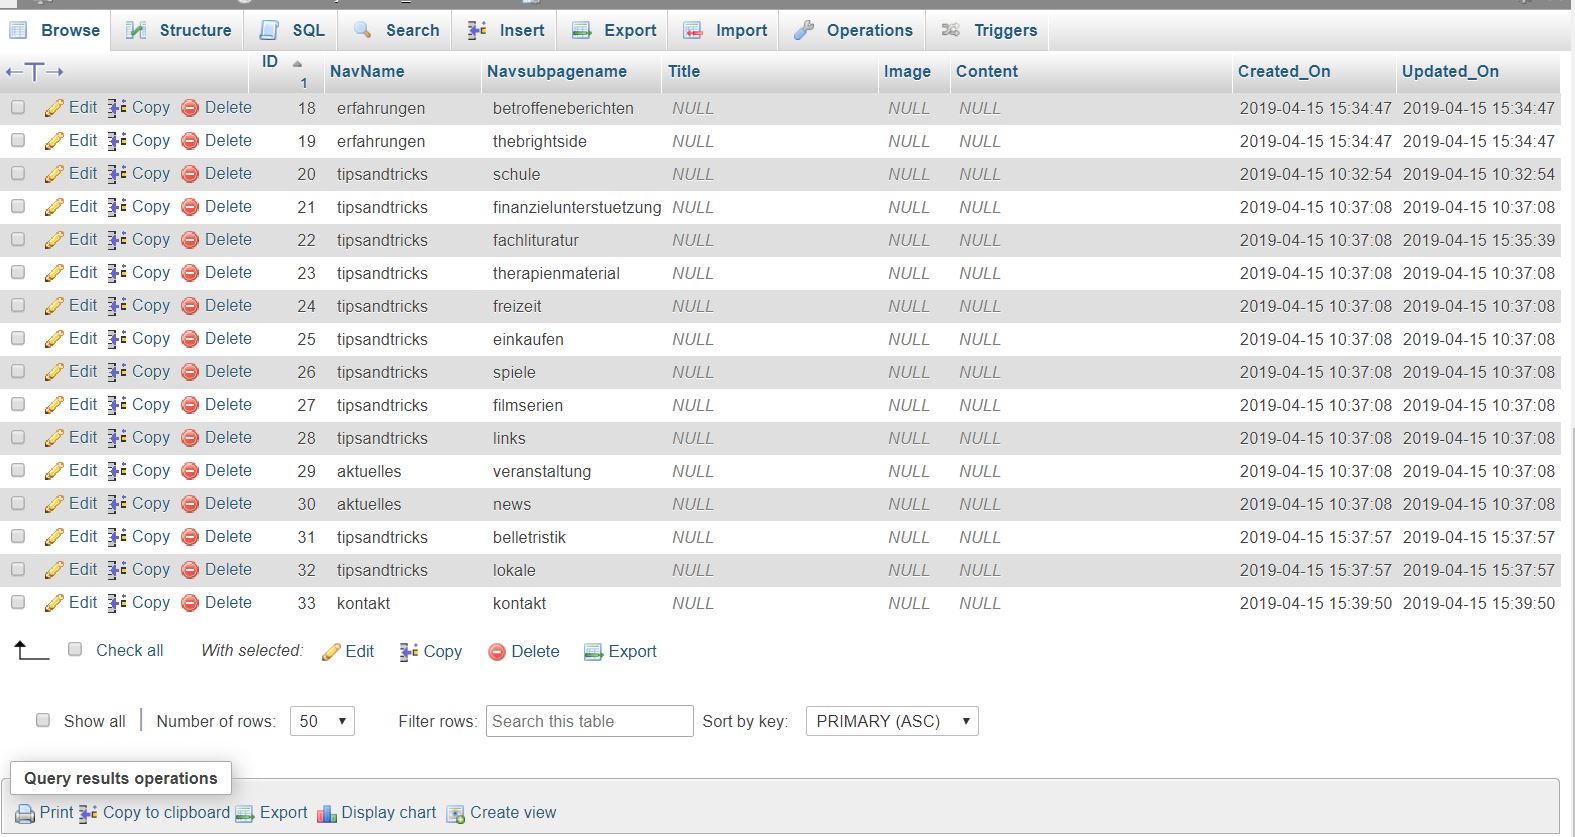 Browse Structure SQL Search Insert Export Import Operations Triggers
ID 1 NavName Navsubpagename Title Image Content Created_On Updated_On
Edit Copy Delete 18 erfahrungen betroffeneberichten NULL NULL NULL 2019-04-15 15:34:47 2019-04-15 15:34:47
Edit Copy Delete 19 erfahrungen thebrightside NULL NULL NULL 2019-04-15 15:34:47 2019-04-15 15:34:47
Edit Copy Delete 20 tipsandtricks schule NULL NULL NULL 2019-04-15 10:32:54 2019-04-15 10:32:54
Edit Copy Delete 21 tipsandtricks finanzielunterstuetzung NULL NULL NULL 2019-04-15 10:37:08 2019-04-15 10:37:08
Edit Copy Delete 22 tipsandtricks fachlituratur NULL NULL NULL 2019-04-15 10:37:08 2019-04-15 15:35:39
Edit Copy Delete 23 tipsandtricks therapienmaterial NULL NULL NULL 2019-04-15 10:37:08 2019-04-15 10:37:08
Edit Copy Delete 24 tipsandtricks freizeit NULL NULL NULL 2019-04-15 10:37:08 2019-04-15 10:37:08
Edit Copy Delete 25 tipsandtricks einkaufen NULL NULL NULL 2019-04-15 10:37:08 2019-04-15 10:37:08
Edit Copy Delete 26 tipsandtricks spiele NULL NULL NULL 2019-04-15 10:37:08 2019-04-15 10:37:08
Edit Copy Delete 27 tipsandtricks filmserien NULL NULL NULL 2019-04-15 10:37:08 2019-04-15 10:37:08
Edit Copy Delete 28 tipsandtricks links NULL NULL NULL 2019-04-15 10:37:08 2019-04-15 10:37:08
Edit Copy Delete 29 aktuelles veranstaltung NULL NULL NULL 2019-04-15 10:37:08 2019-04-15 10:37:08
Edit Copy Delete 30 aktuelles news NULL NULL NULL 2019-04-15 10:37:08 2019-04-15 10:37:08
Edit Copy Delete 31 tipsandtricks belletristik NULL NULL NULL 2019-04-15 15:37:57 2019-04-15 15:37:57
Edit Copy Delete 32 tipsandtricks lokale NULL NULL NULL 2019-04-15 15:37:57 2019-04-15 15:37:57
Edit Copy Delete 33 kontakt kontakt NULL NULL NULL 2019-04-15 15:39:50 2019-04-15 15:39:50
Check all With selected: Edit Copy Delete Export
Show all Number of rows: 50 Filter rows: Search this table Sort by key: PRIMARY (ASC)
Query results operations
Print Copy to clipboard Export Display chart Create view